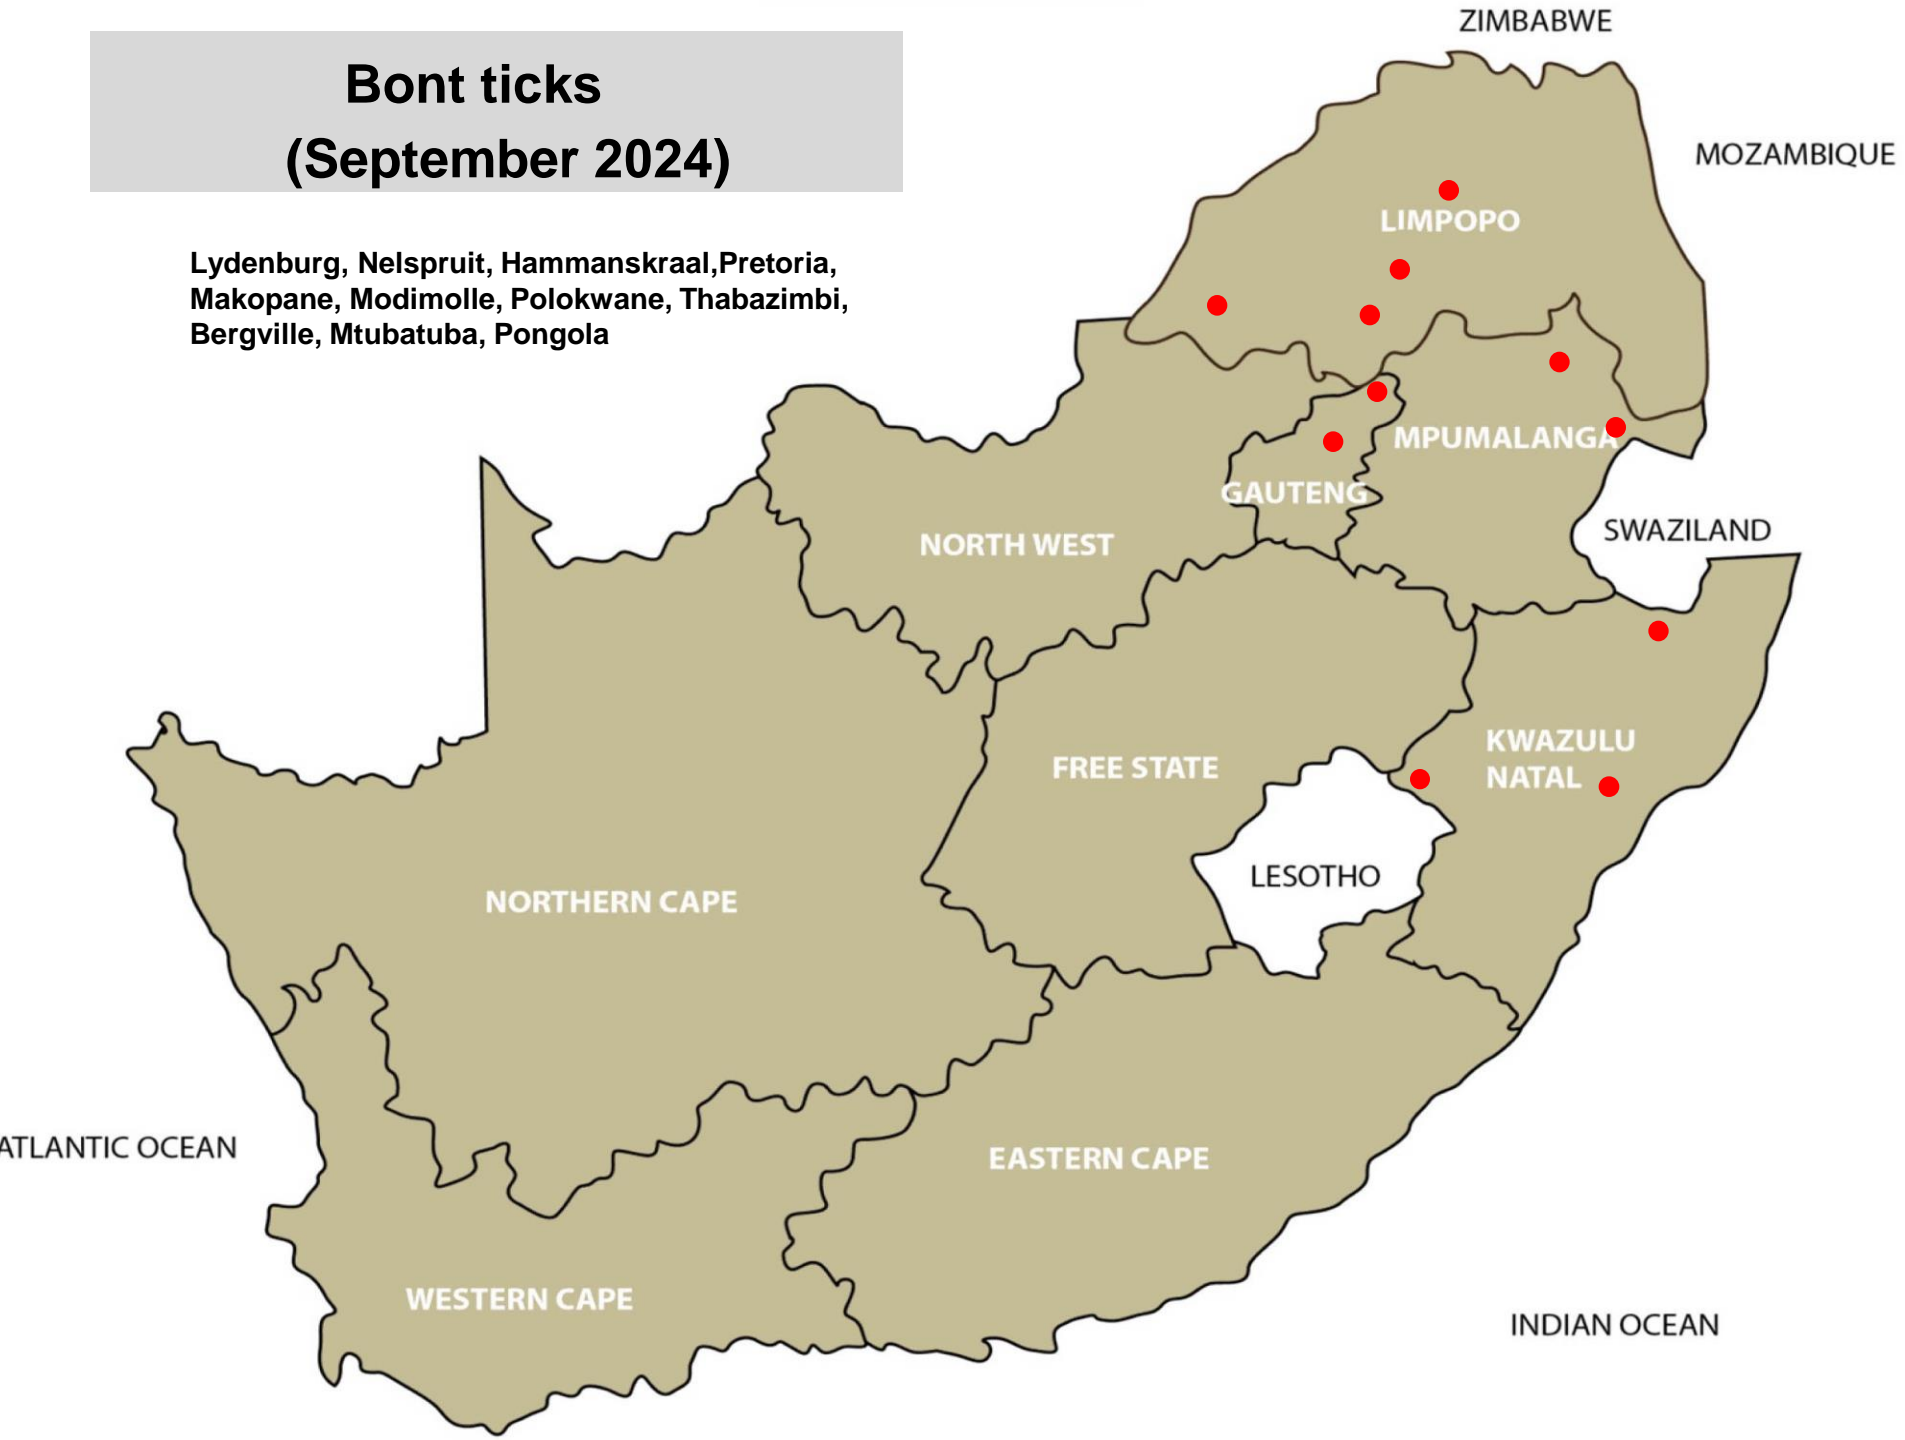 Bont ticks
(September 2024)
Lydenburg, Nelspruit, Hammanskraal,Pretoria,
Makopane, Modimolle, Polokwane, Thabazimbi,
Bergville, Mtubatuba, Pongola
ZIMBABWE
MOZAMBIQUE
LIMPOPO
MPUMALANGA
GAUTENG
SWAZILAND
NORTH WEST
KWAZULU
NATAL
FREE STATE
LESOTHO
NORTHERN CAPE
ATLANTIC OCEAN
EASTERN CAPE
WESTERN CAPE
INDIAN OCEAN